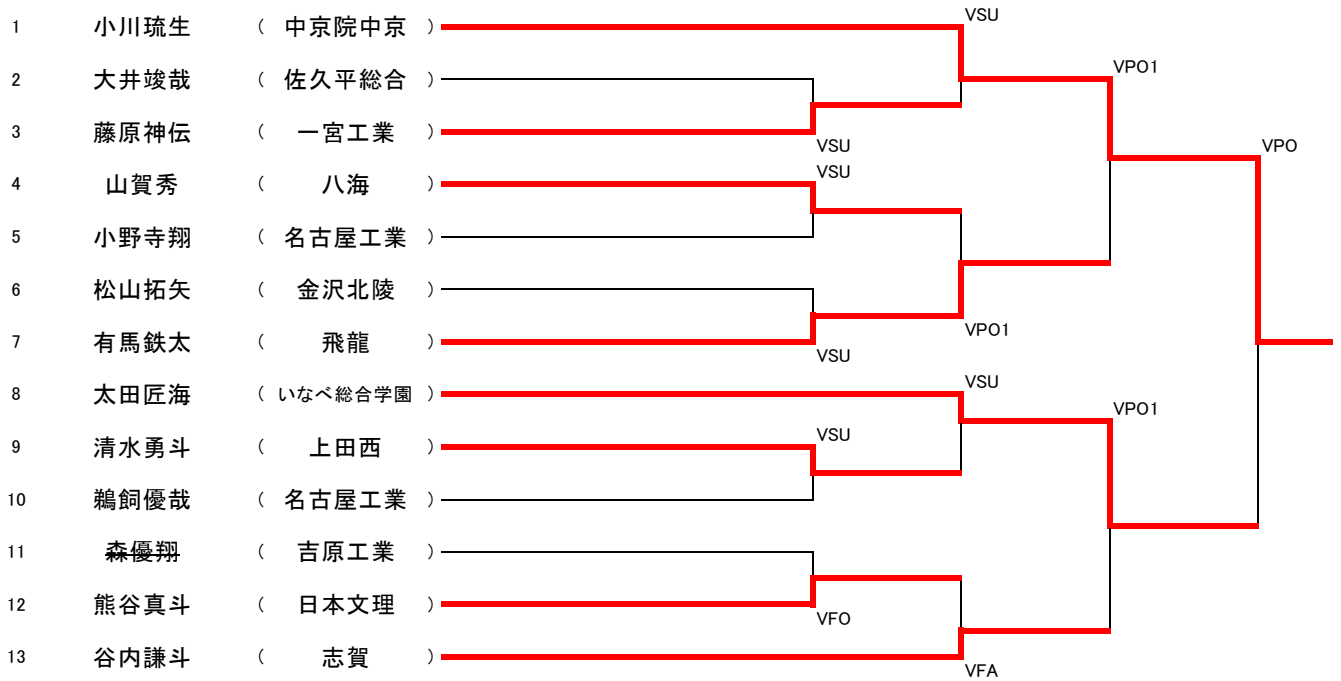 1 小川琉生 ( 中京院中京 )
VSU
2 大井竣哉 ( 佐久平総合 )
VPO1
3 藤原神伝 ( 一宮工業 )
VSU
VPO
4 山賀秀 ( 八海 )
VSU
5 小野寺翔 ( 名古屋工業 )
6 松山拓矢 ( 金沢北陵 )
7 有馬鉄太 ( 飛龍 )
VSU
VPO1
8 太田匠海 ( いなべ総合学園 )
VSU
VPO1
9 清水勇斗 ( 上田西 )
VSU
10 鵜飼優哉 ( 名古屋工業 )
11 森優翔 ( 吉原工業 )
12 熊谷真斗 ( 日本文理 )
VFO
13 谷内謙斗 ( 志賀 )
VFA